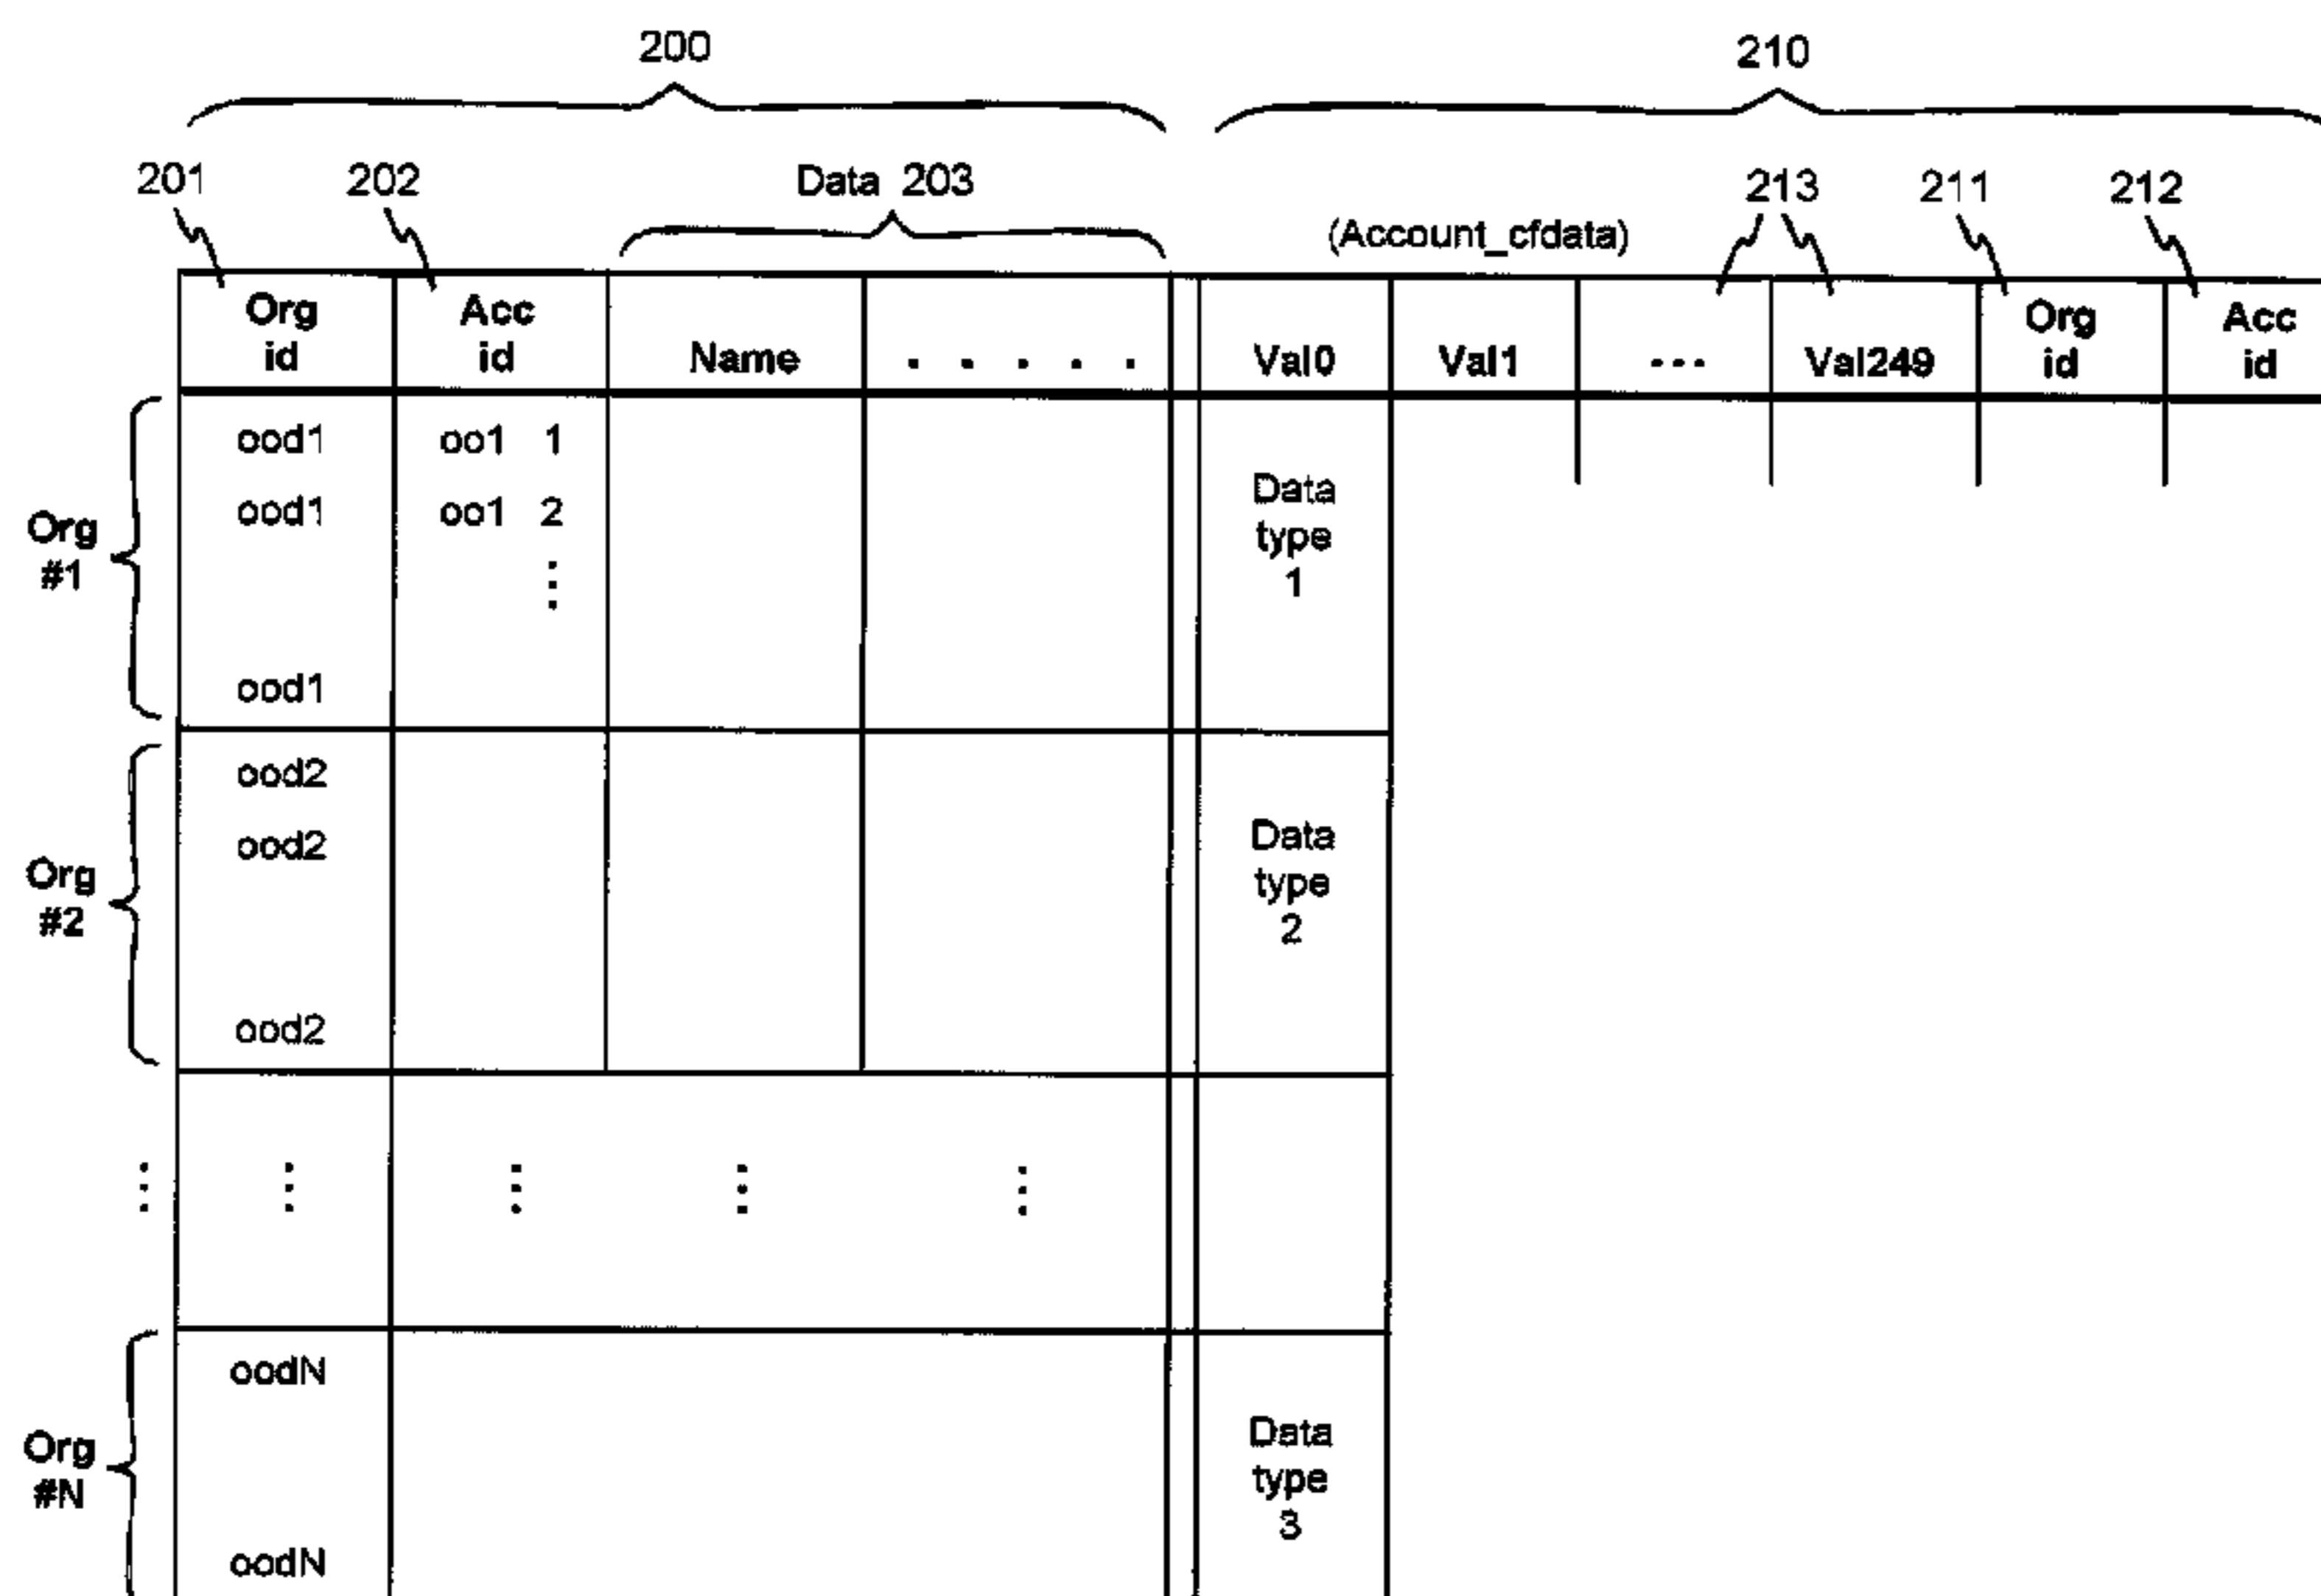 200 210
201 202 Data 203 213 211 212
(Account_cfdata)
Org id Acc id Name . . . . . Val0 Val1 ... Val249 Org id Acc id
Org #1
ood1 oo1 1
ood1 oo1 2
⋮
ood1
Data type 1
Org #2
ood2
ood2
ood2
Data type 2
⋮ ⋮ ⋮ ⋮ ⋮
Org #N
oodN
oodN
Data type 3